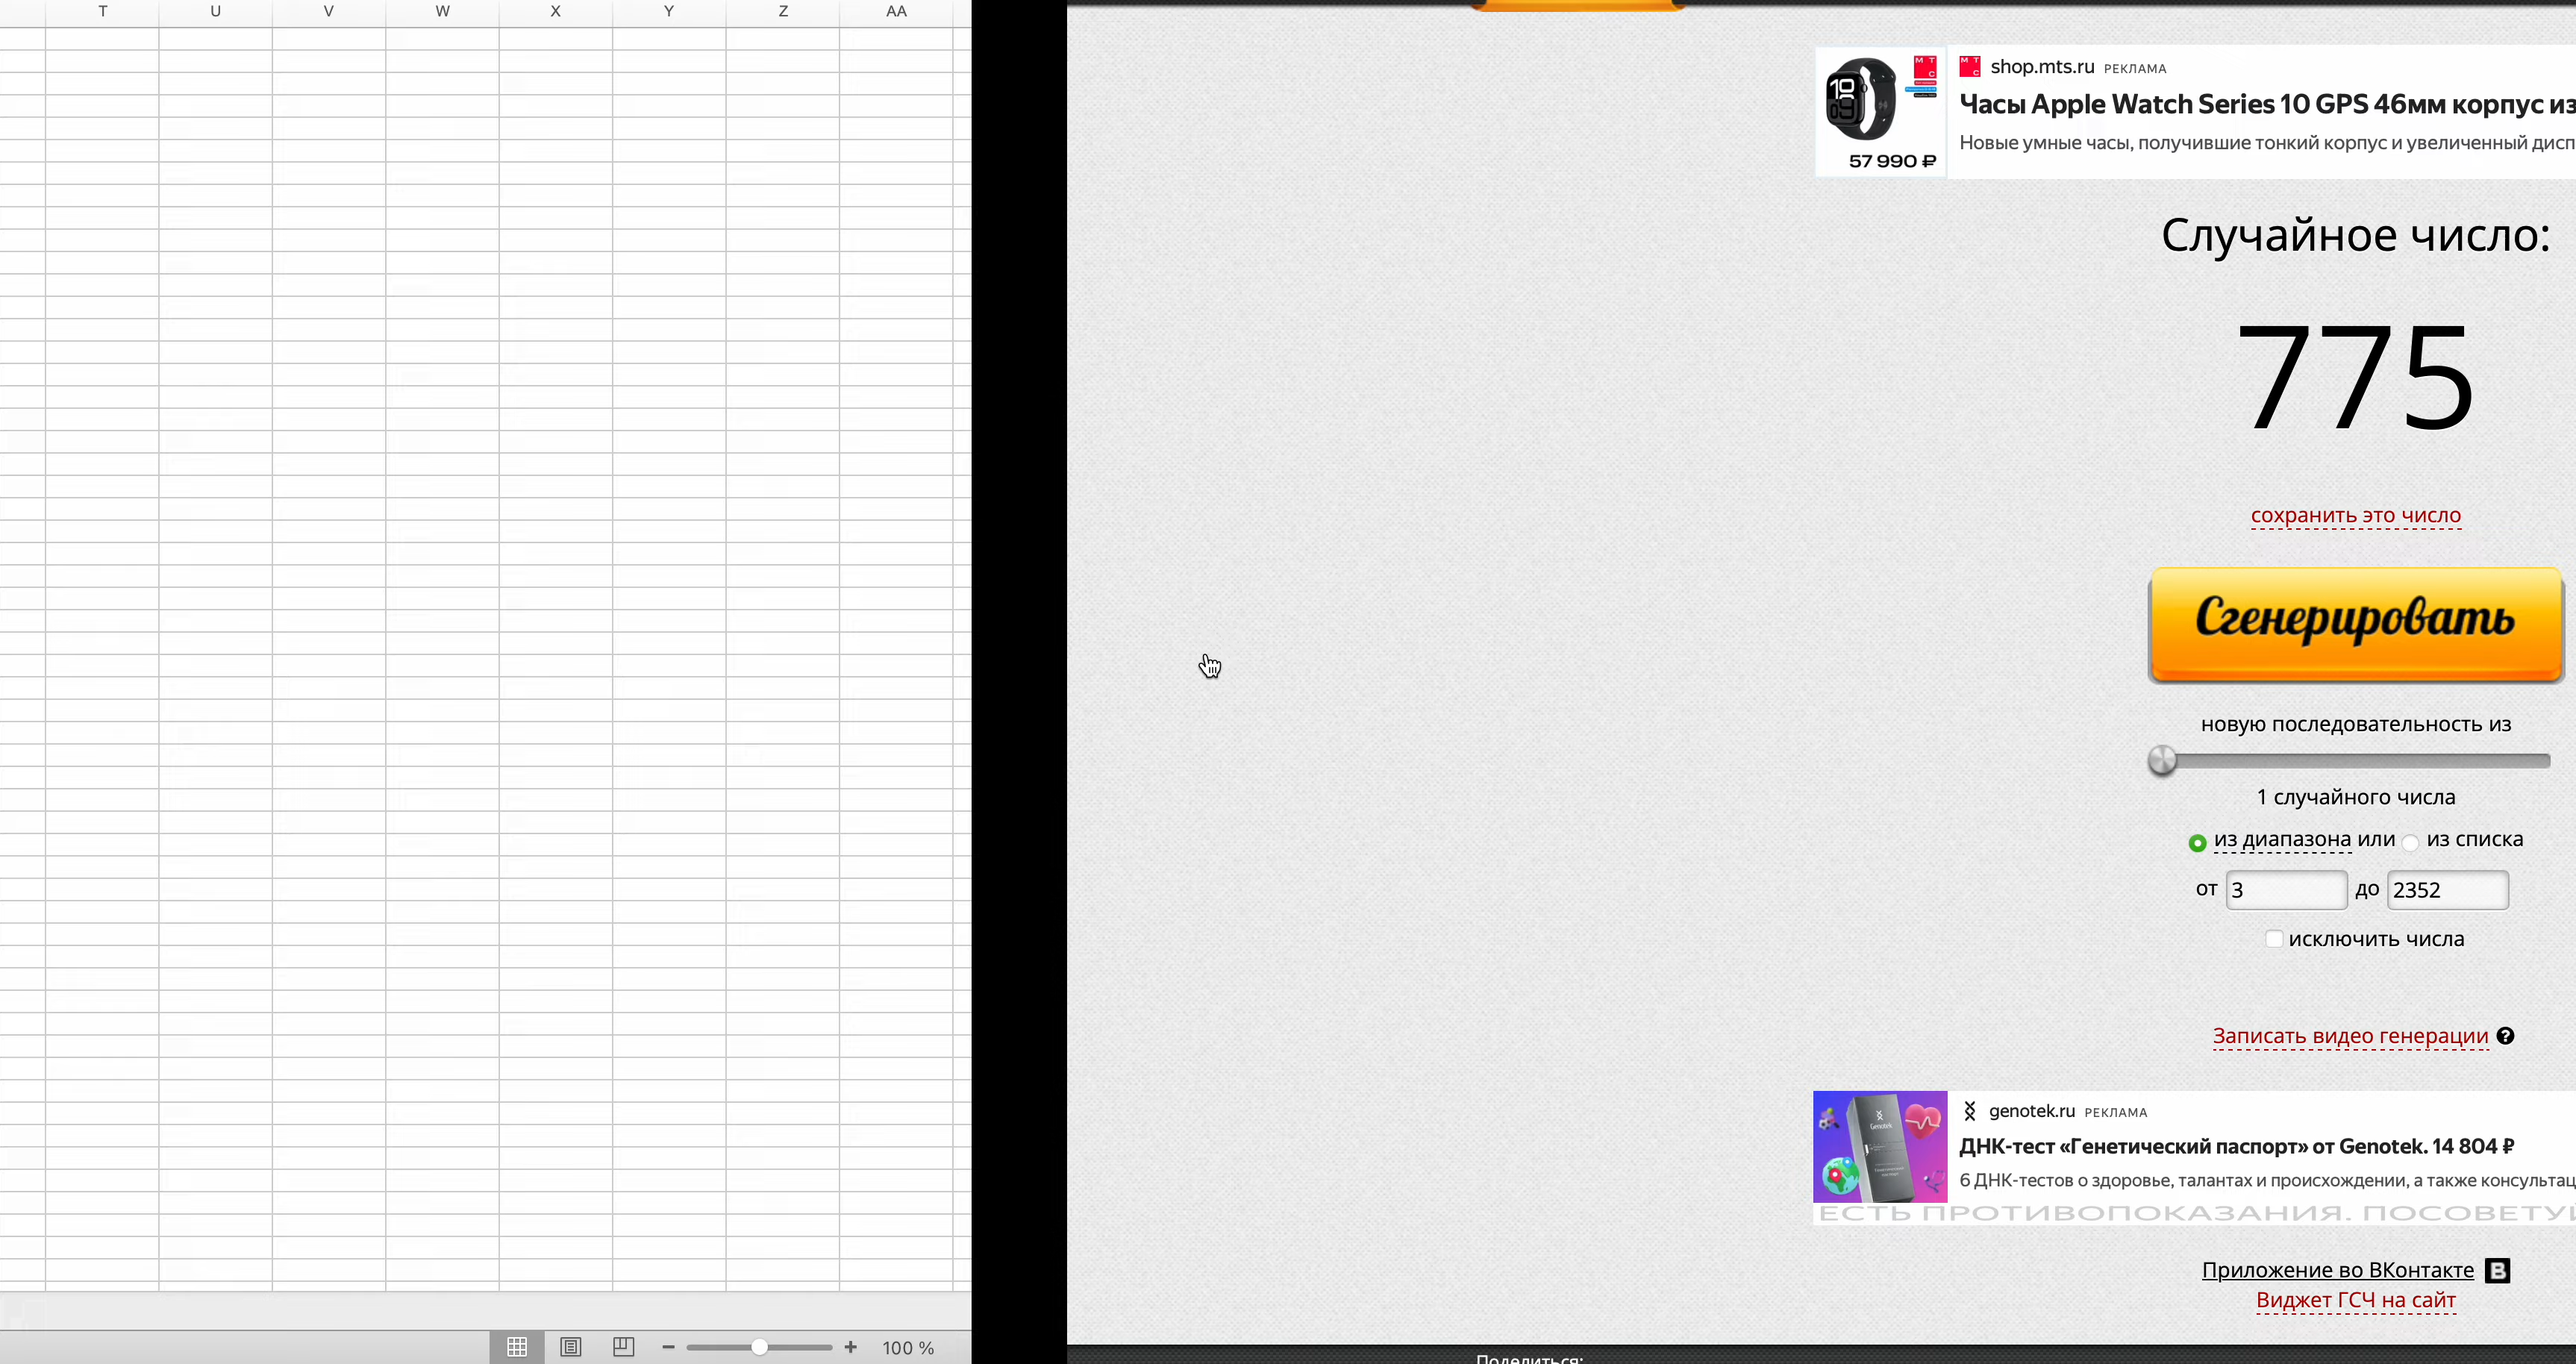 T U V W X Y Z AA
100 %
shop.mts.ru РЕКЛАМА
Часы Apple Watch Series 10 GPS 46мм корпус из
Новые умные часы, получившие тонкий корпус и увеличенный дисп
57 990 ₽
Случайное число:
775
сохранить это число
Сгенерировать
новую последовательность из
1 случайного числа
из диапазона или из списка
от 3 до 2352
исключить числа
Записать видео генерации ?
genotek.ru РЕКЛАМА
ДНК-тест «Генетический паспорт» от Genotek. 14 804 ₽
6 ДНК-тестов о здоровье, талантах и происхождении, а также консультац
ЕСТЬ ПРОТИВОПОКАЗАНИЯ. ПОСОВЕТУЙ
Приложение во ВКонтакте В
Виджет ГСЧ на сайт
Поделиться: